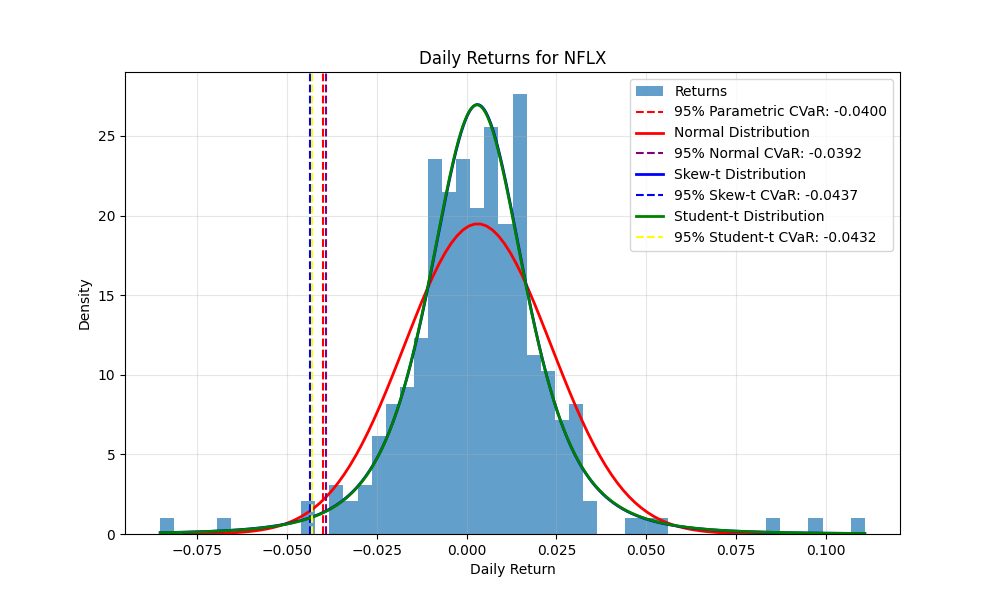 Daily Returns for NFLX
Returns
95% Parametric CVaR: -0.0400
Normal Distribution
95% Normal CVaR: -0.0392
Skew-t Distribution
95% Skew-t CVaR: -0.0437
Student-t Distribution
95% Student-t CVaR: -0.0432
Density
25
20
15
10
5
0
−0.075 −0.050 −0.025 0.000 0.025 0.050 0.075 0.100
Daily Return